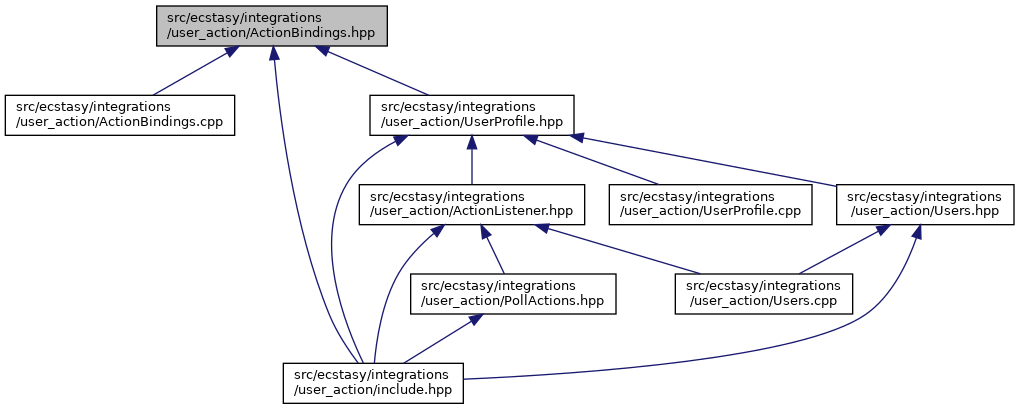 src/ecstasy/integrations
/user_action/ActionBindings.hpp
src/ecstasy/integrations
/user_action/ActionBindings.cpp
src/ecstasy/integrations
/user_action/UserProfile.hpp
src/ecstasy/integrations
/user_action/ActionListener.hpp
src/ecstasy/integrations
/user_action/UserProfile.cpp
src/ecstasy/integrations
/user_action/Users.hpp
src/ecstasy/integrations
/user_action/PollActions.hpp
src/ecstasy/integrations
/user_action/Users.cpp
src/ecstasy/integrations
/user_action/include.hpp